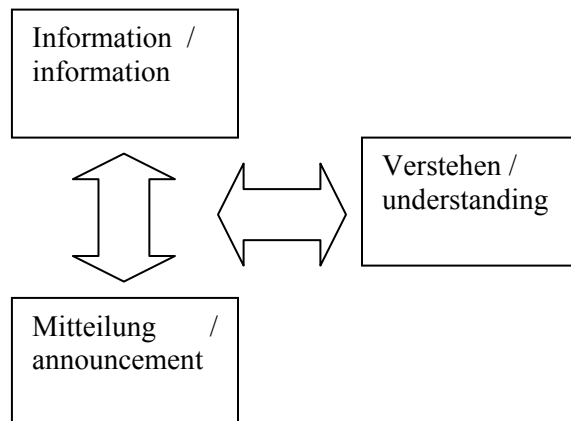 Information /
information
Verstehen /
understanding
Mitteilung /
announcement